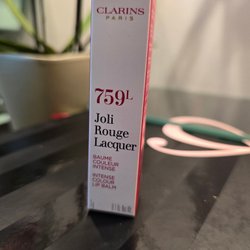 CLARINS
PARIS
759L
Joli
Rouge
Lacquer
BAUME
COULEUR
INTENSE
INTENSE
COLOUR
LIP BALM